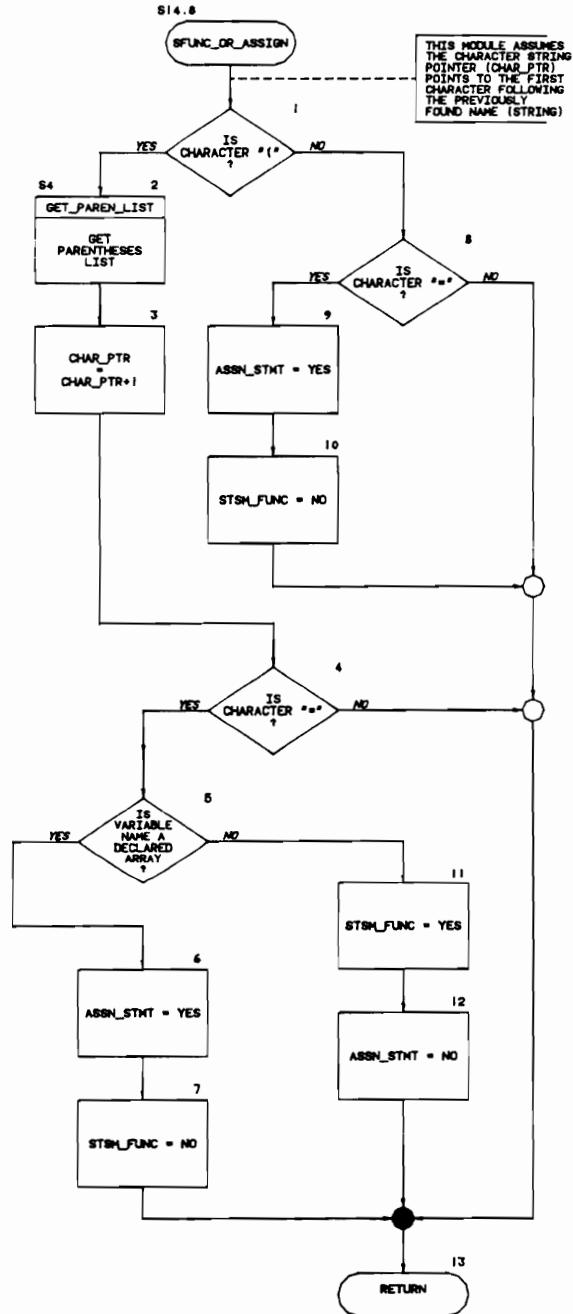 S14.8
SFUNC_OR_ASSIGN
THIS MODULE ASSUMES
THE CHARACTER STRING
POINTER (CHAR_PTR)
POINTS TO THE FIRST
CHARACTER FOLLOWING
THE PREVIOUSLY
FOUND NAME (STRING)
1
IS
CHARACTER "("
?
YES
NO
S4
2
GET_PAREN_LIST
GET
PARENTHESES
LIST
8
IS
CHARACTER "="
?
YES
NO
3
CHAR_PTR
=
CHAR_PTR+1
9
ASSN_STMT = YES
10
STSM_FUNC = NO
4
IS
CHARACTER "="
?
YES
NO
5
IS
VARIABLE
NAME A
DECLARED
ARRAY
?
YES
NO
11
STSM_FUNC = YES
6
ASSN_STMT = YES
12
ASSN_STMT = NO
7
STSM_FUNC = NO
13
RETURN